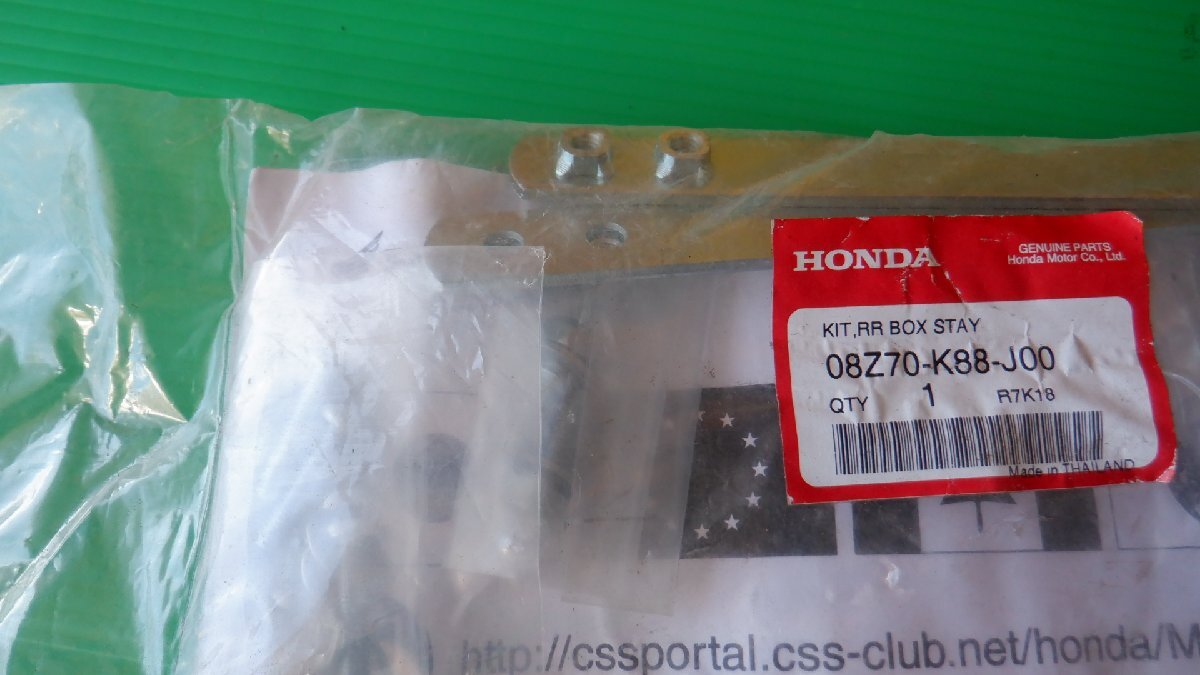 HONDA
GENUINE PARTS
Honda Motor Co., Ltd.
KIT,RR BOX STAY
08Z70-K88-J00
QTY 1 R7K18
Made in THAILAND
http://cssportal.css-club.net/honda/M